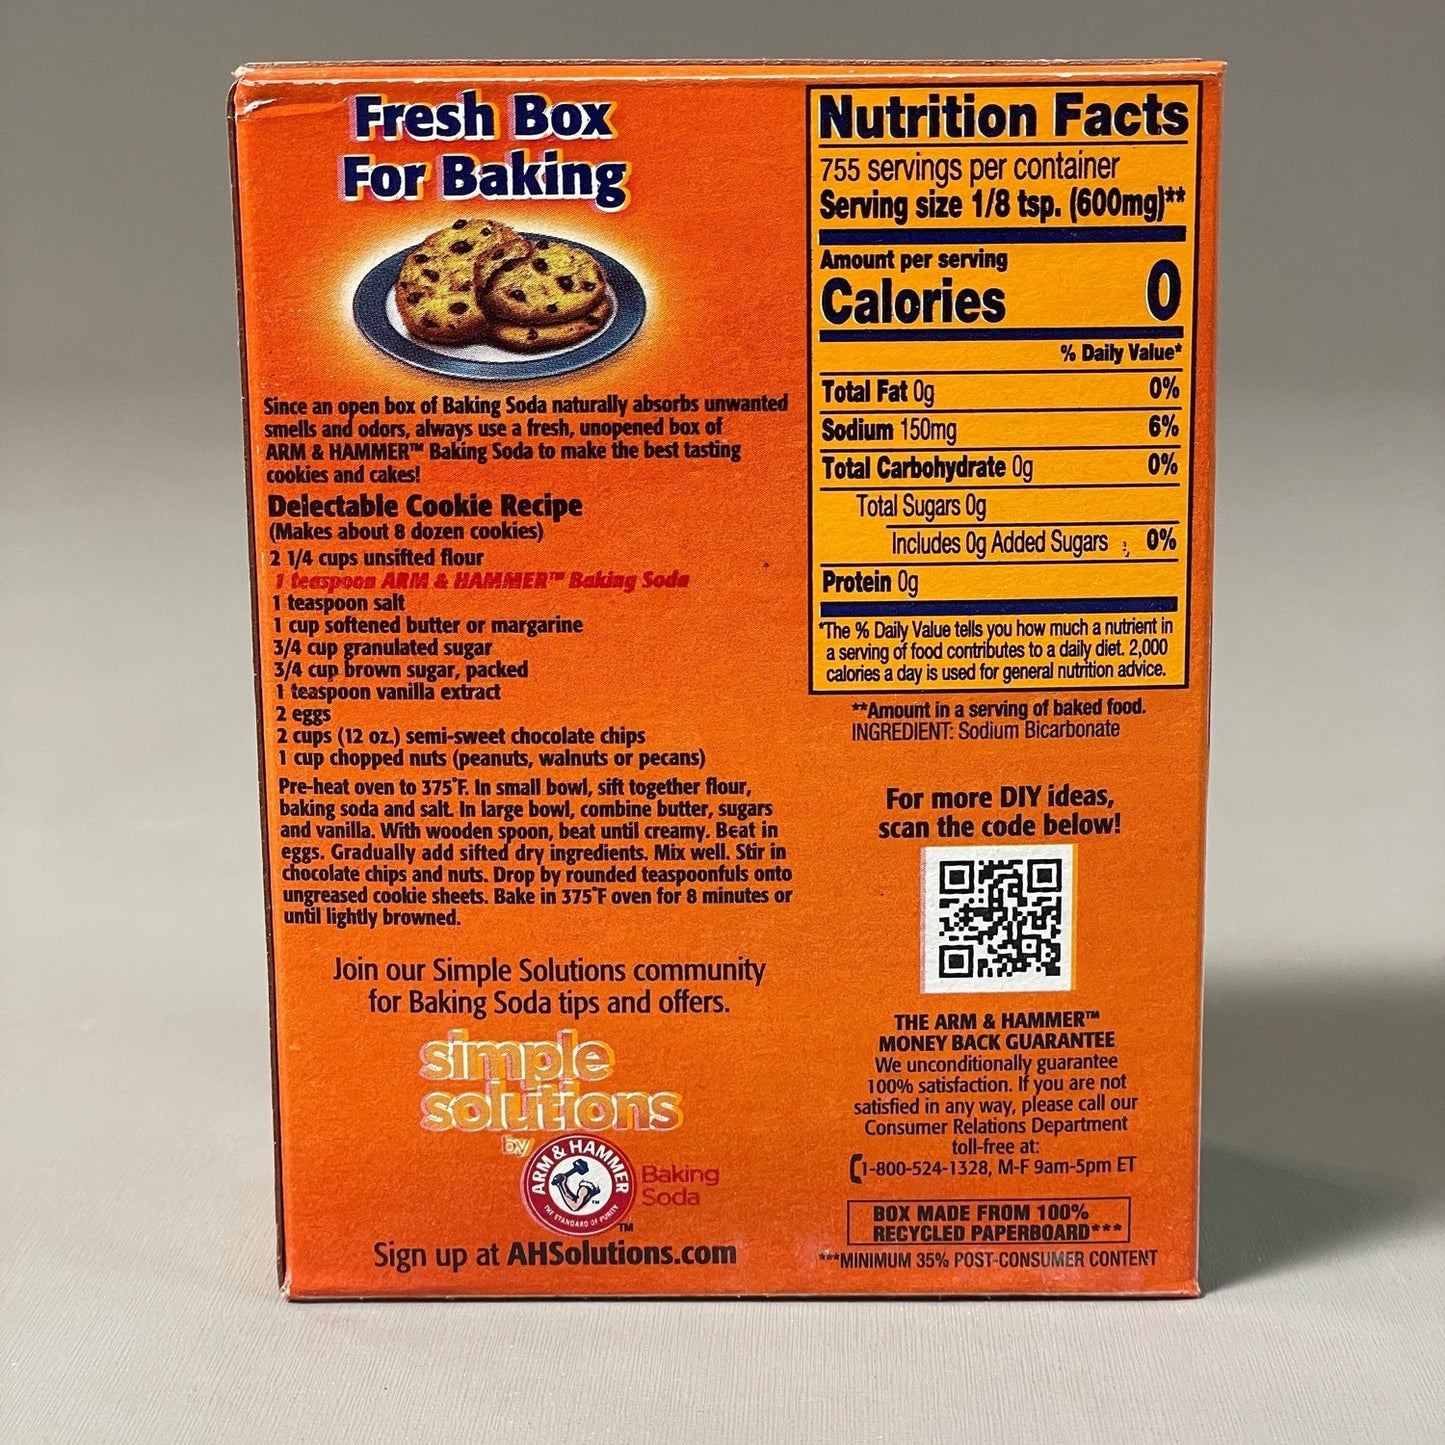 Fresh Box
For Baking
Since an open box of Baking Soda naturally absorbs unwanted
smells and odors, always use a fresh, unopened box of
ARM & HAMMER™ Baking Soda to make the best tasting
cookies and cakes!
Delectable Cookie Recipe
(Makes about 8 dozen cookies)
2 1/4 cups unsifted flour
1 teaspoon ARM & HAMMER™ Baking Soda
1 teaspoon salt
1 cup softened butter or margarine
3/4 cup granulated sugar
3/4 cup brown sugar, packed
1 teaspoon vanilla extract
2 eggs
2 cups (12 oz.) semi-sweet chocolate chips
1 cup chopped nuts (peanuts, walnuts or pecans)
Pre-heat oven to 375°F. In small bowl, sift together flour,
baking soda and salt. In large bowl, combine butter, sugars
and vanilla. With wooden spoon, beat until creamy. Beat in
eggs. Gradually add sifted dry ingredients. Mix well. Stir in
chocolate chips and nuts. Drop by rounded teaspoonfuls onto
ungreased cookie sheets. Bake in 375°F oven for 8 minutes or
until lightly browned.
Join our Simple Solutions community
for Baking Soda tips and offers.
simple
solutions
by
ARM & HAMMER
THE STANDARD OF PURITY
™
Baking
Soda
TM
Sign up at AHSolutions.com
Nutrition Facts
755 servings per container
Serving size 1/8 tsp. (600mg)**
Amount per serving
Calories 0
% Daily Value*
Total Fat 0g 0%
Sodium 150mg 6%
Total Carbohydrate 0g 0%
Total Sugars 0g
Includes 0g Added Sugars 0%
Protein 0g
*The % Daily Value tells you how much a nutrient in
a serving of food contributes to a daily diet. 2,000
calories a day is used for general nutrition advice.
**Amount in a serving of baked food.
INGREDIENT: Sodium Bicarbonate
For more DIY ideas,
scan the code below!
THE ARM & HAMMER™
MONEY BACK GUARANTEE
We unconditionally guarantee
100% satisfaction. If you are not
satisfied in any way, please call our
Consumer Relations Department
toll-free at:
1-800-524-1328, M-F 9am-5pm ET
BOX MADE FROM 100%
RECYCLED PAPERBOARD***
***MINIMUM 35% POST-CONSUMER CONTENT